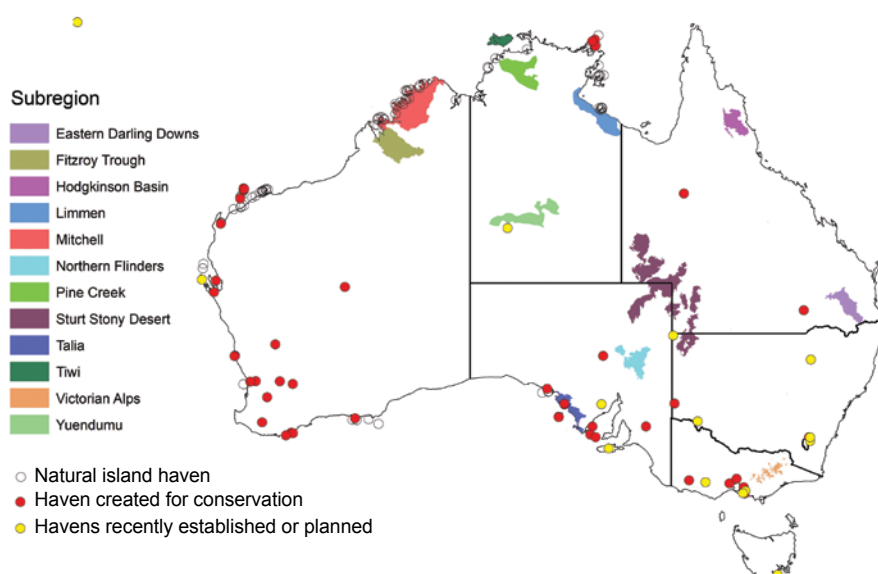 Subregion
Eastern Darling Downs
Fitzroy Trough
Hodgkinson Basin
Limmen
Mitchell
Northern Flinders
Pine Creek
Sturt Stony Desert
Talia
Tiwi
Victorian Alps
Yuendumu
Natural island haven
Haven created for conservation
Havens recently established or planned